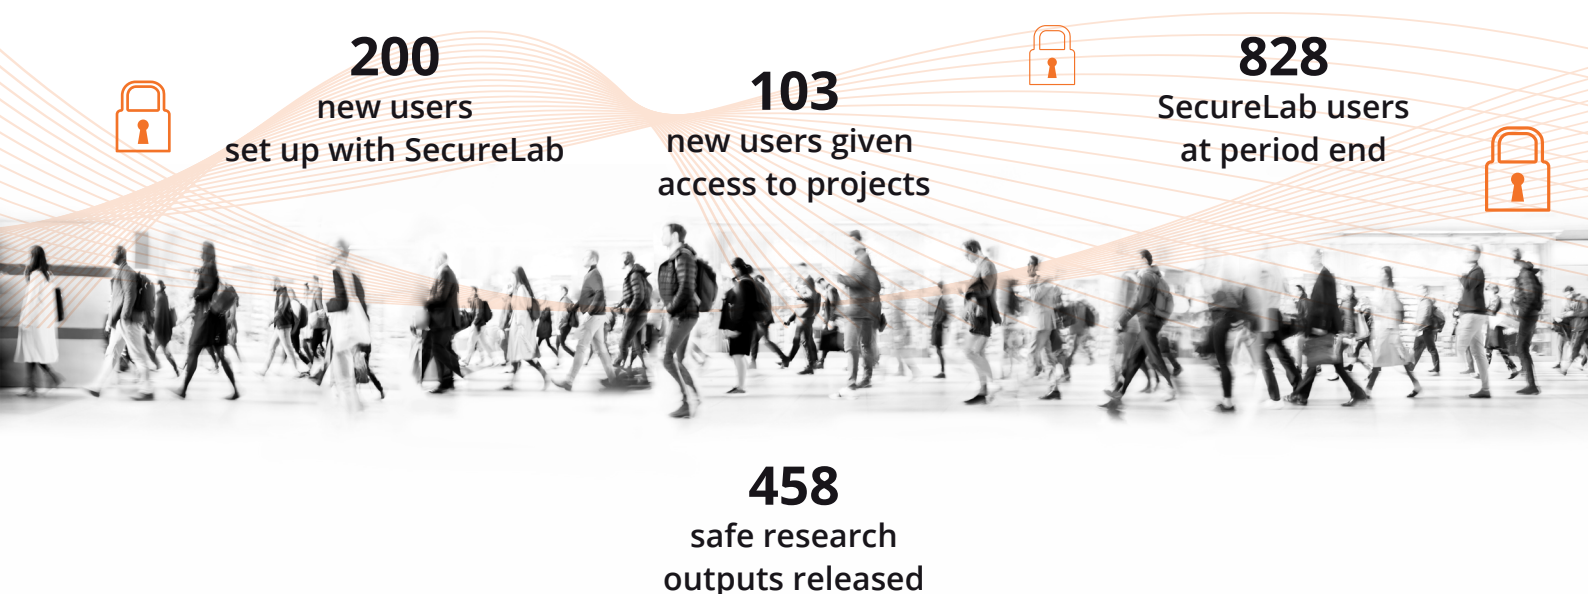 200
new users
set up with SecureLab
103
new users given
access to projects
828
SecureLab users
at period end
458
safe research
outputs released